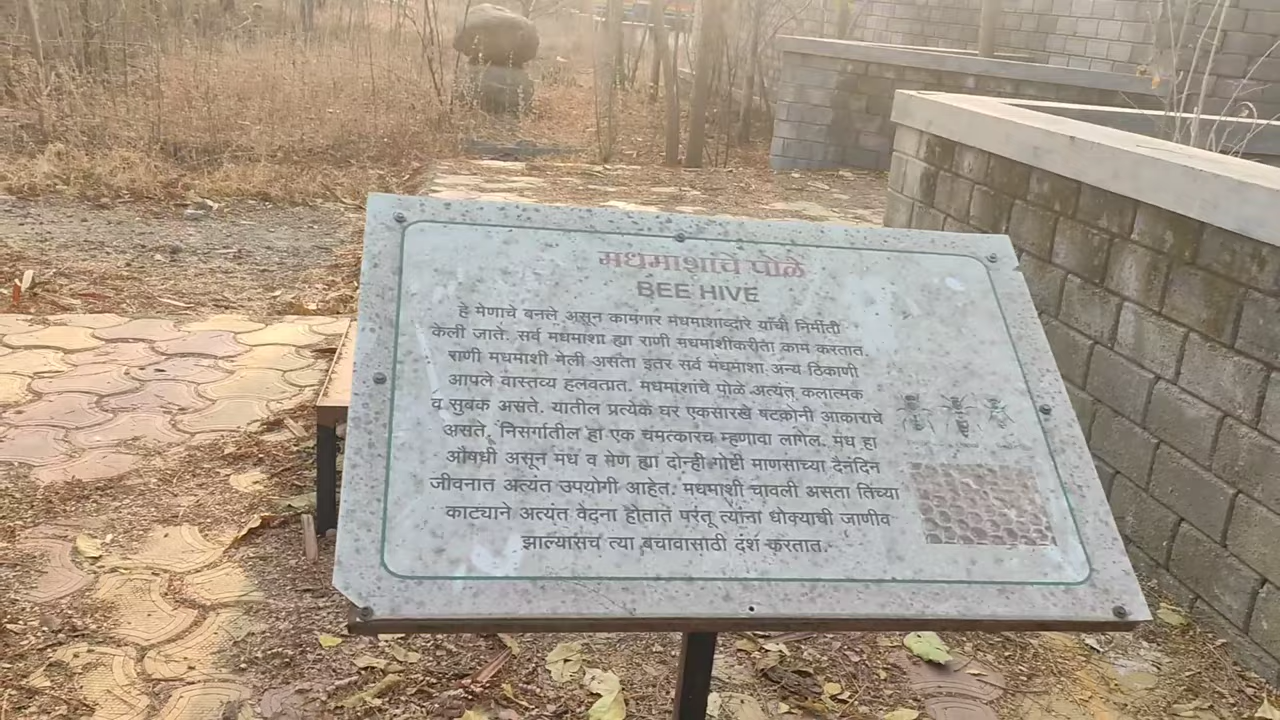 मधमाशांचे पोळे
BEE HIVE
हे मेणाचे बनले असून कामगार मधमाशाव्दारे यांची निर्मीती
केली जाते. सर्व मधमाशा ह्या राणी मधमाशीकरीता काम करतात.
राणी मधमाशी मेली असता इतर सर्व मधमाशा अन्य ठिकाणी
आपले वास्तव्य हलवतात. मधमाशांचे पोळे अत्यंत कलात्मक
व सुबक असते. यातील प्रत्येक घर एकसारखे षटकोनी आकाराचे
असते. निसर्गातील हा एक चमत्कारच म्हणावा लागेल. मध हा
औषधी असून मध व मेण ह्या दोन्ही गोष्टी माणसाच्या दैनंदिन
जीवनात अत्यंत उपयोगी आहेत. मधमाशी चावली असता तिच्या
काट्याने अत्यंत वेदना होतात परंतू त्यांना धोक्याची जाणीव
झाल्यासच त्या बचावासाठी दंश करतात.